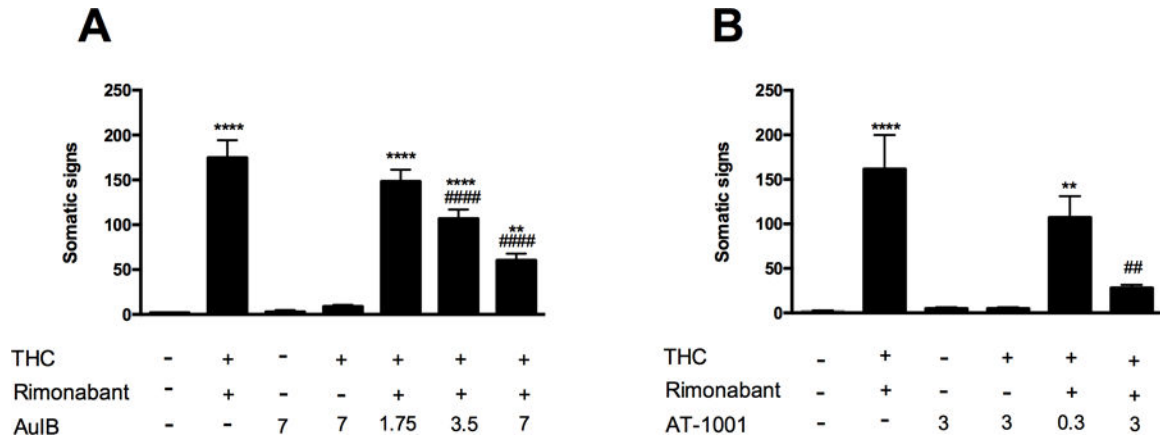 A
B
250
200
150
100
50
0
Somatic signs
****
****
****
####
**
####
THC - + - + + + +
Rimonabant - + - - + + +
AuIB - - 7 7 1.75 3.5 7
250
200
150
100
50
0
Somatic signs
****
**
##
THC - + - + + +
Rimonabant - + - - + +
AT-1001 - - 3 3 0.3 3